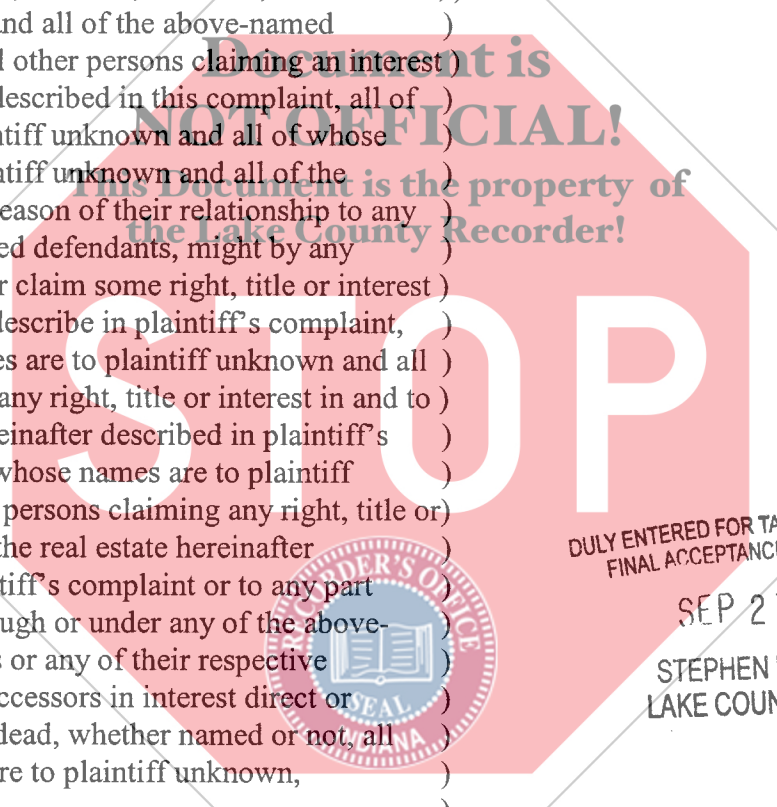 nd all of the above-named )
other persons claiming an interest )
described in this complaint, all of )
ntiff unknown and all of whose )
ntiff unknown and all of the )
eason of their relationship to any )
ed defendants, might by any )
r claim some right, title or interest )
describe in plaintiff's complaint, )
es are to plaintiff unknown and all )
any right, title or interest in and to )
einafter described in plaintiff's )
whose names are to plaintiff )
persons claiming any right, title or)
the real estate hereinafter )
tiff's complaint or to any part )
ugh or under any of the above- )
s or any of their respective )
ccessors in interest direct or )
dead, whether named or not, all )
re to plaintiff unknown, )
Document is
NOT OFFICIAL!
This Document is the property of
the Lake County Recorder!
STOP
RECORDER'S OFFICE
SEAL
INDIANA
DULY ENTERED FOR TA
FINAL ACCEPTANC
SEP 2
STEPHEN
LAKE COUN